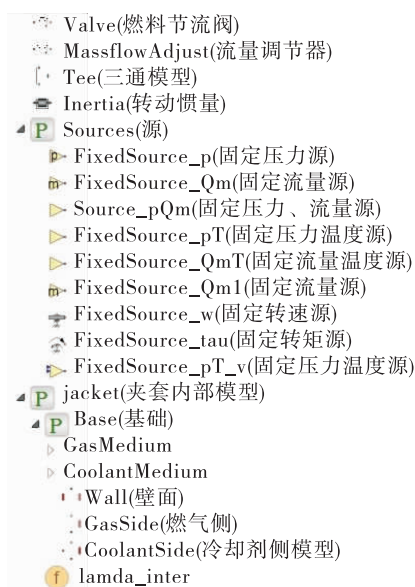 Valve(燃料节流阀)
MassflowAdjust(流量调节器)
Tee(三通模型)
Inertia(转动惯量)
P Sources(源)
p FixedSource_p(固定压力源)
m FixedSource_Qm(固定流量源)
Source_pQm(固定压力、流量源)
FixedSource_pT(固定压力温度源)
FixedSource_QmT(固定流量温度源)
m FixedSource_Qm1(固定流量源)
FixedSource_w(固定转速源)
FixedSource_tau(固定转矩源)
FixedSource_pT_v(固定压力温度源)
P jacket(夹套内部模型)
P Base(基础)
GasMedium
CoolantMedium
Wall(壁面)
GasSide(燃气侧)
CoolantSide(冷却剂侧模型)
f lamda_inter